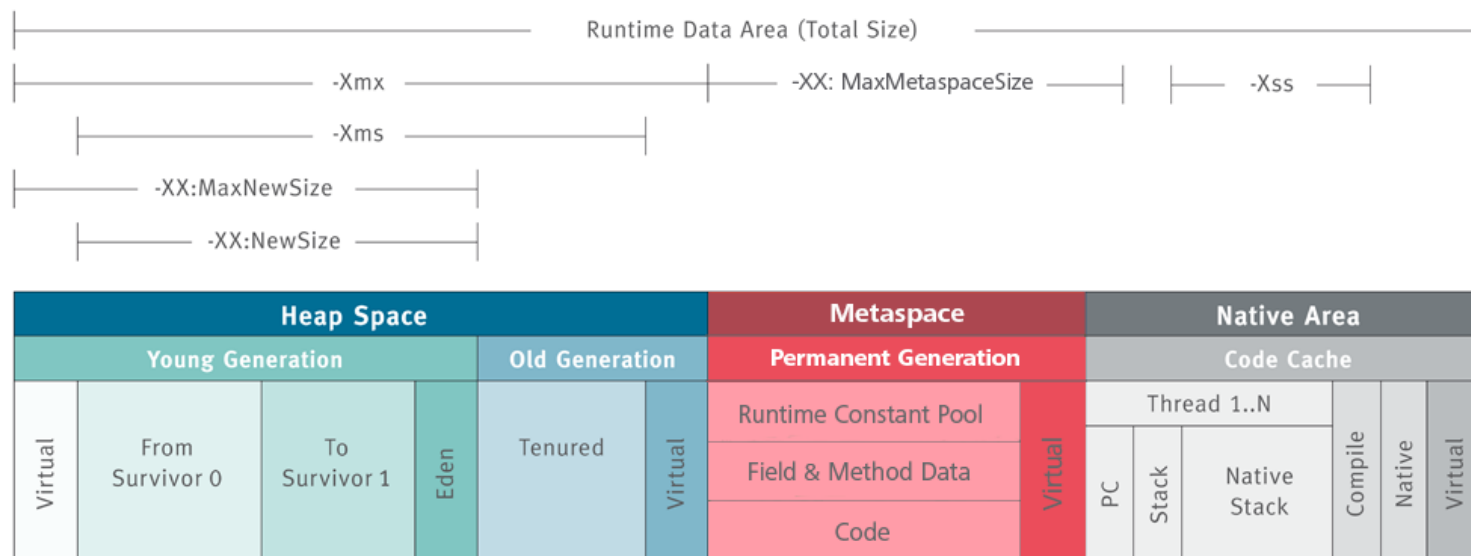 Runtime Data Area (Total Size)
-Xmx
-XX: MaxMetaspaceSize
-Xss
-Xms
-XX:MaxNewSize
-XX:NewSize
Heap Space
Metaspace
Native Area
Young Generation
Old Generation
Permanent Generation
Code Cache
Virtual
From
Survivor 0
To
Survivor 1
Eden
Tenured
Virtual
Runtime Constant Pool
Field & Method Data
Code
Virtual
Thread 1..N
PC
Stack
Native
Stack
Compile
Native
Virtual